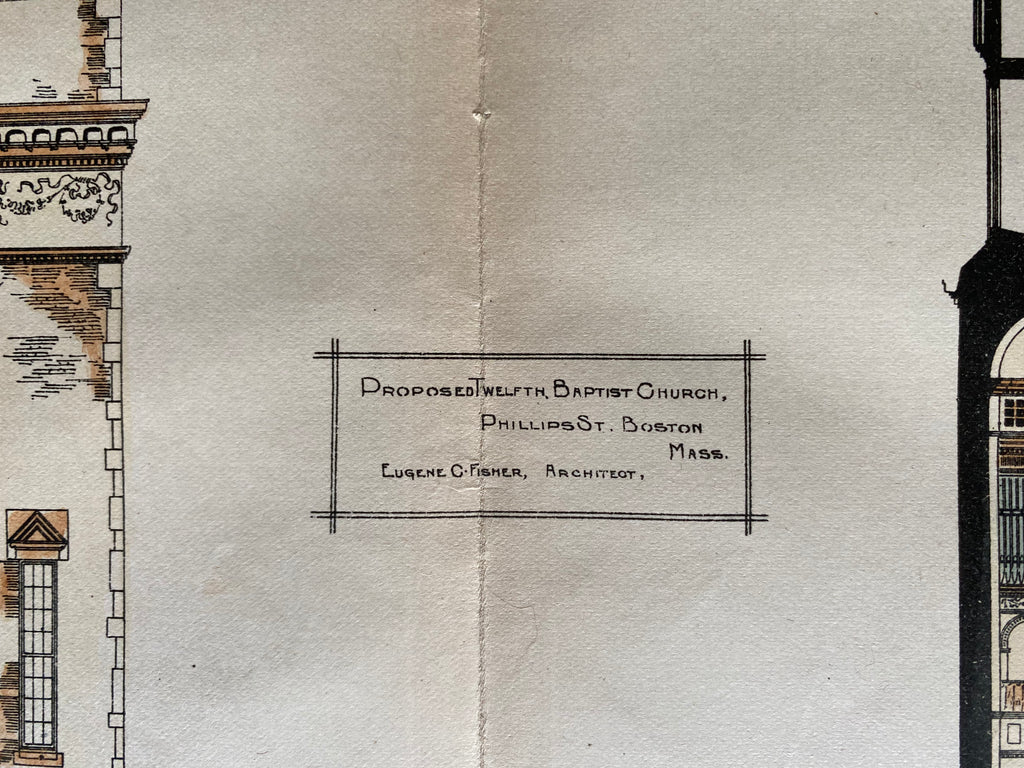 PROPOSED TWELFTH BAPTIST CHURCH,
PHILLIPS ST. BOSTON
MASS.
EUGENE C. FISHER, ARCHITECT,